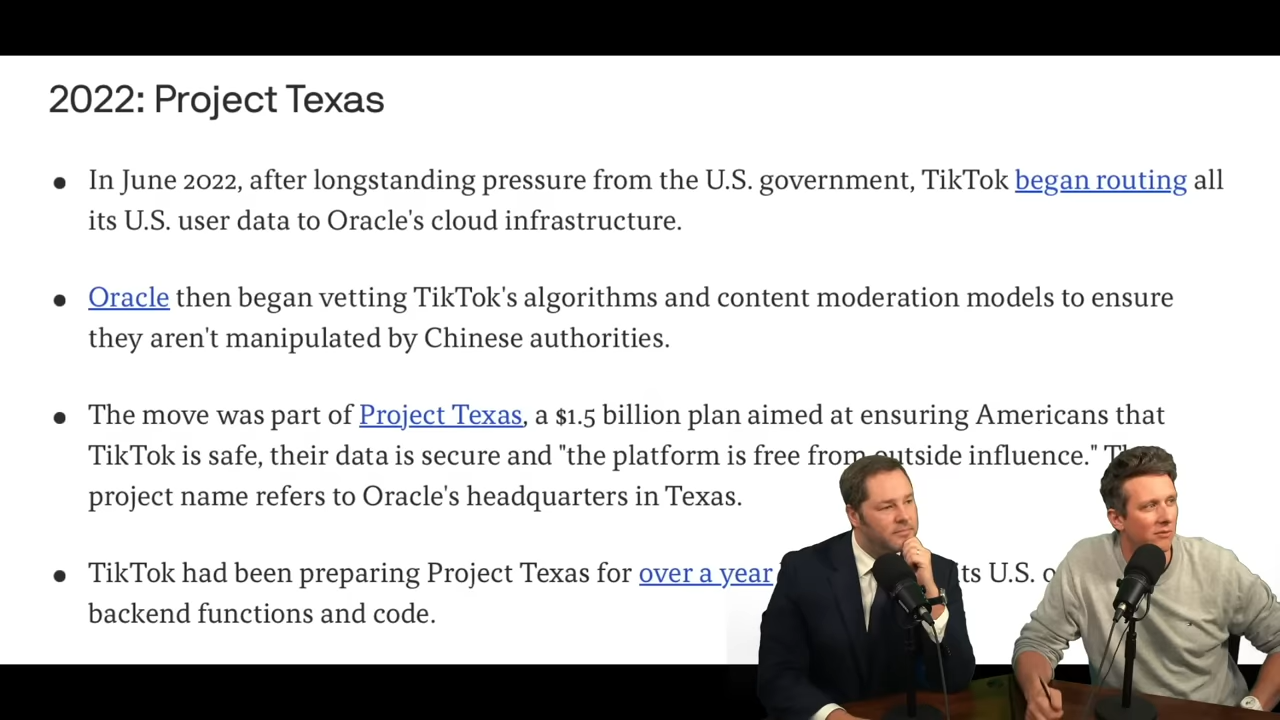 2022: Project Texas
● In June 2022, after longstanding pressure from the U.S. government, TikTok began routing all
its U.S. user data to Oracle's cloud infrastructure.
● Oracle then began vetting TikTok's algorithms and content moderation models to ensure
they aren't manipulated by Chinese authorities.
● The move was part of Project Texas, a $1.5 billion plan aimed at ensuring Americans that
TikTok is safe, their data is secure and "the platform is free from outside influence."
project name refers to Oracle's headquarters in Texas.
● TikTok had been preparing Project Texas for over a year its U.S.
backend functions and code.